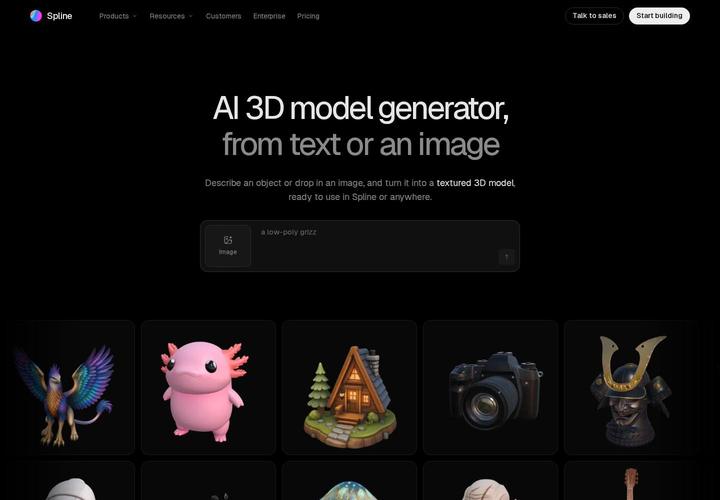 Spline
Products
Resources
Customers
Enterprise
Pricing
Talk to sales
Start building
AI 3D model generator,
from text or an image
Describe an object or drop in an image, and turn it into a textured 3D model,
ready to use in Spline or anywhere.
a low-poly grizz
Image